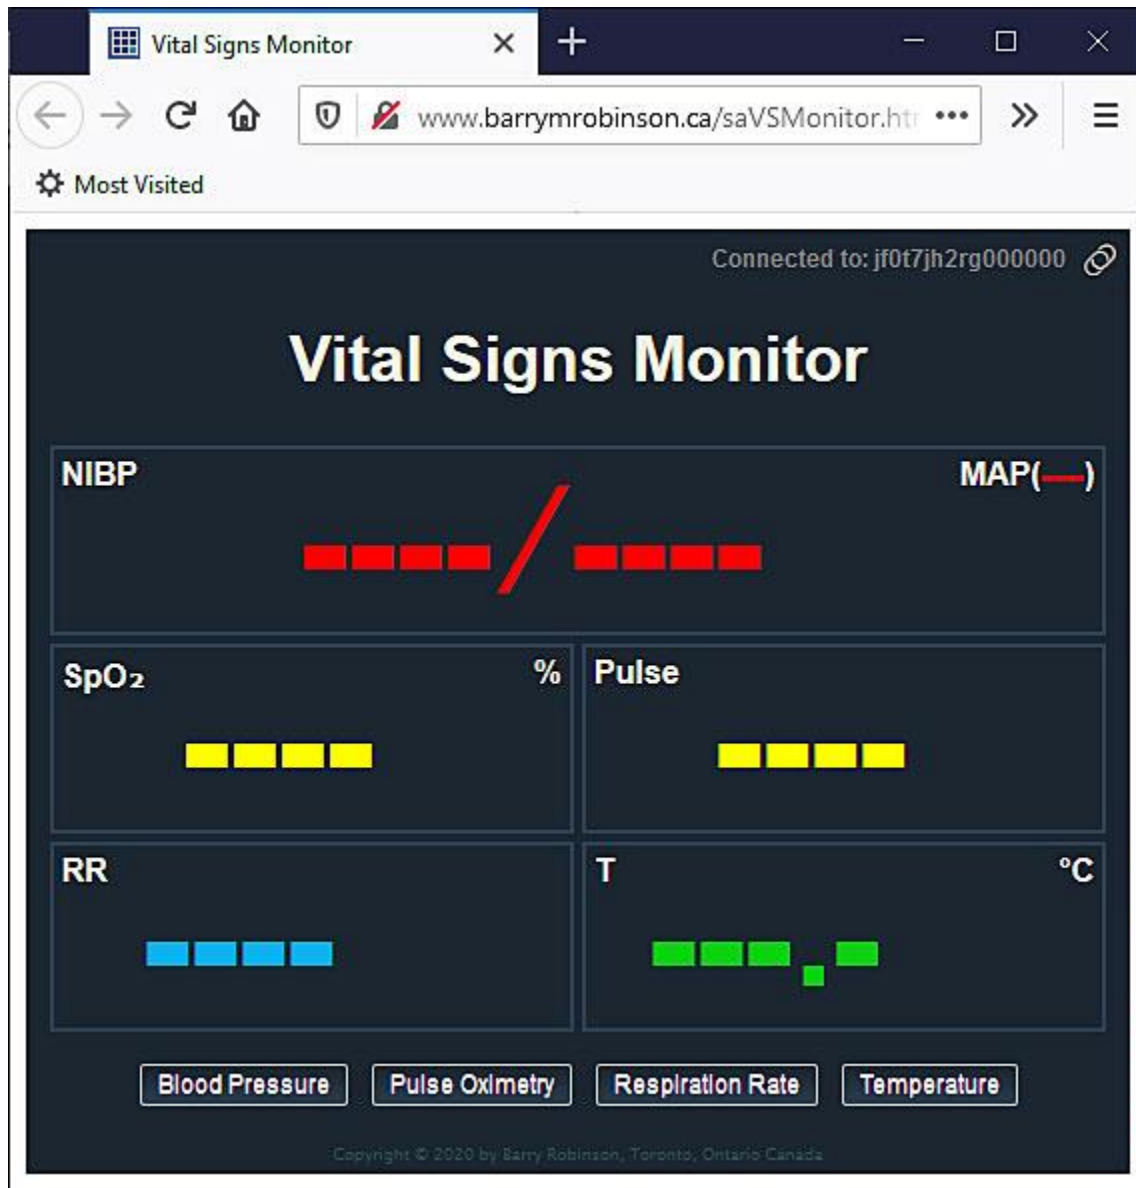 Vital Signs Monitor
www.barrymrobinson.ca/saVSMonitor.ht
Most Visited
Connected to: jf0t7jh2rg000000
Vital Signs Monitor
NIBP MAP(---)
----/----
SpO₂ % Pulse
---- ----
RR T °C
---- ---.-
Blood Pressure Pulse Oximetry Respiration Rate Temperature
Copyright © 2020 by Barry Robinson, Toronto, Ontario Canada